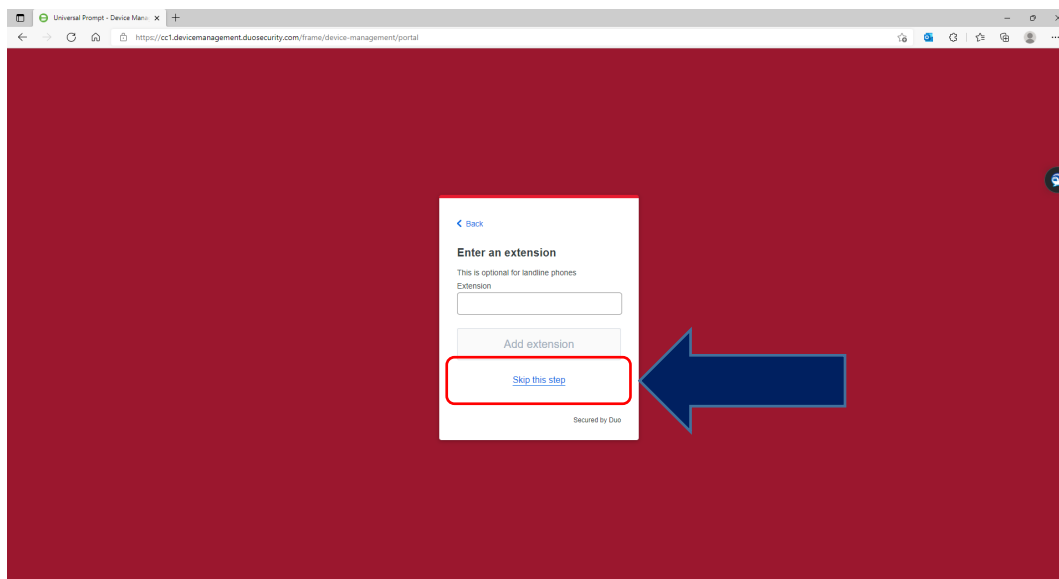 Universal Prompt - Device Mana
https://cc1.devicemanagement.duosecurity.com/frame/device-management/portal
Back
Enter an extension
This is optional for landline phones
Extension
Add extension
Skip this step
Secured by Duo